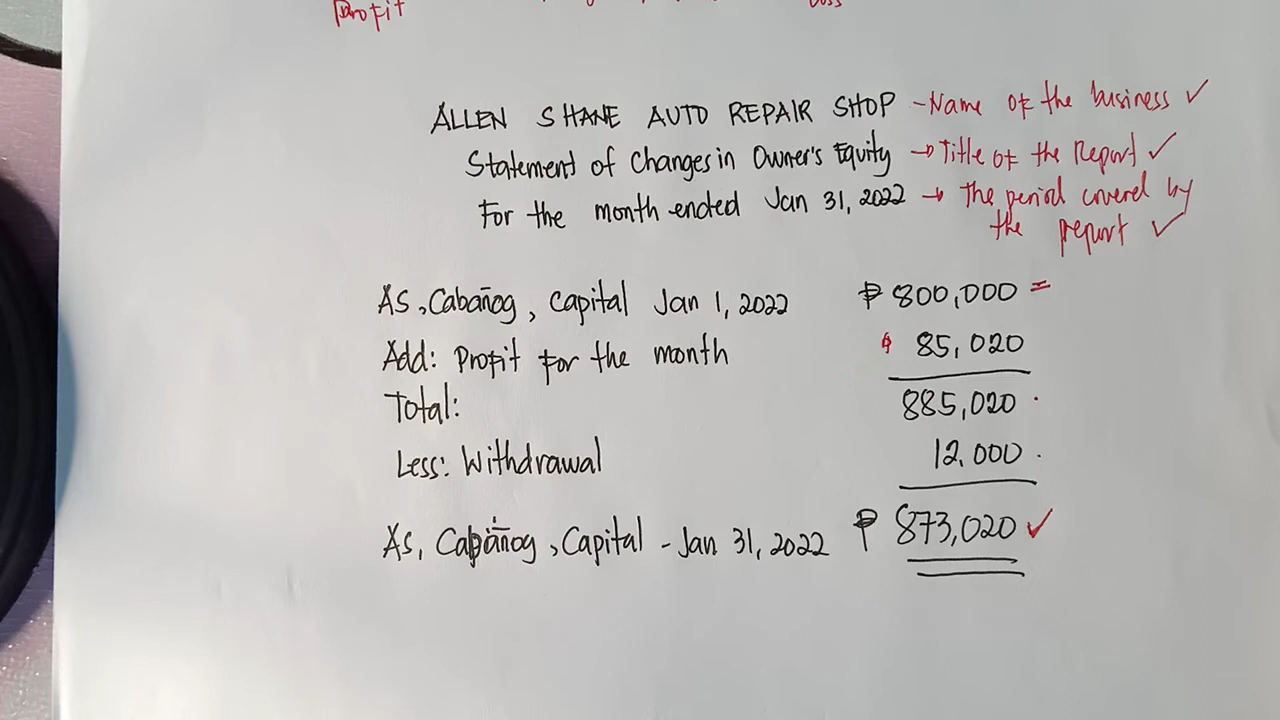 Profit
ALLEN SHANE AUTO REPAIR SHOP -Name of the business ✓
Statement of Changes in Owner's Equity → Title of the Report ✓
For the month ended Jan 31, 2022 → The period covered by
the report ✓
AS, Cabañog, Capital Jan 1, 2022 ₱ 800,000 =
Add: Profit for the month 85,020
Total: 885,020
Less: Withdrawal 12,000
AS, Cabañog, Capital - Jan 31, 2022 ₱ 873,020 ✓